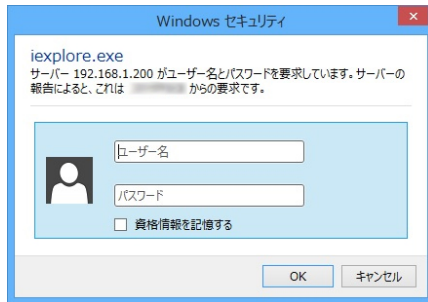 Windows セキュリティ
iexplore.exe
サーバー 192.168.1.200 がユーザー名とパスワードを要求しています。サーバーの
報告によると、これは からの要求です。
ユーザー名
パスワード
資格情報を記憶する
OK キャンセル